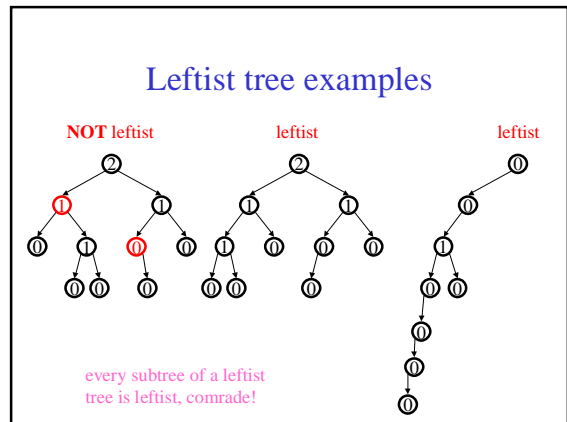 Leftist tree examples
NOT leftist leftist leftist
2 2 0
1 1 1 1 0
0 1 0 0 1 0 0 0 1
0 0 0 0 0 0 0 0
0
0
0
every subtree of a leftist
tree is leftist, comrade!